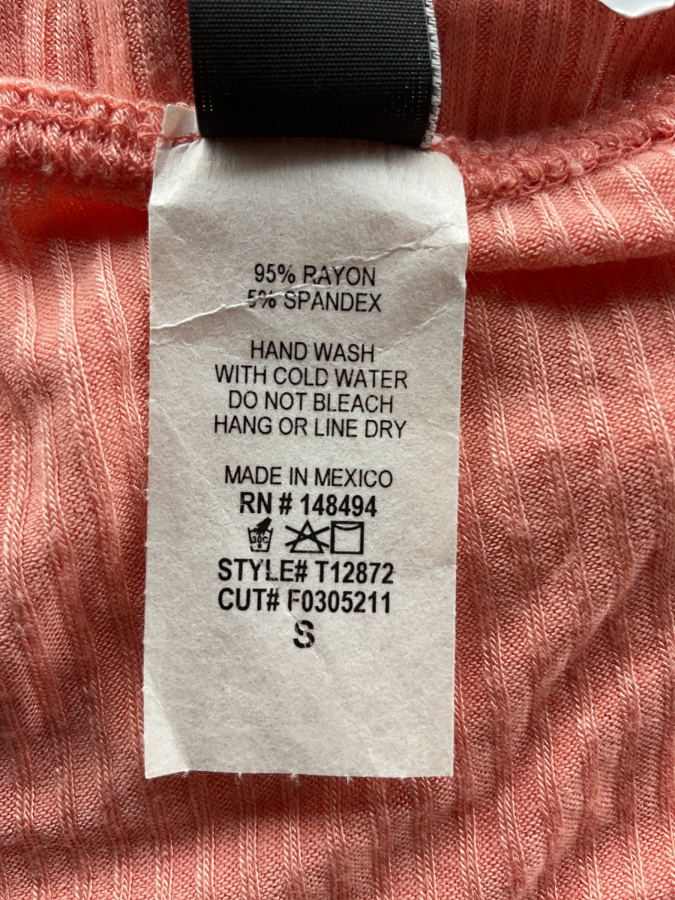 95% RAYON
5% SPANDEX
HAND WASH
WITH COLD WATER
DO NOT BLEACH
HANG OR LINE DRY
MADE IN MEXICO
RN # 148494
30C
STYLE# T12872
CUT# F0305211
S